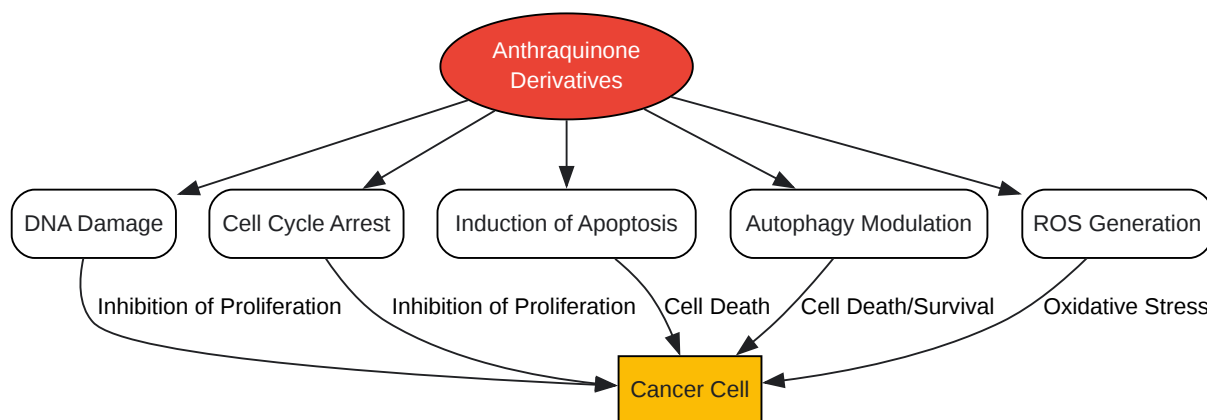 Anthraquinone
Derivatives
DNA Damage
Cell Cycle Arrest
Induction of Apoptosis
Autophagy Modulation
ROS Generation
Inhibition of Proliferation
Inhibition of Proliferation
Cell Death
Cell Death/Survival
Oxidative Stress
Cancer Cell